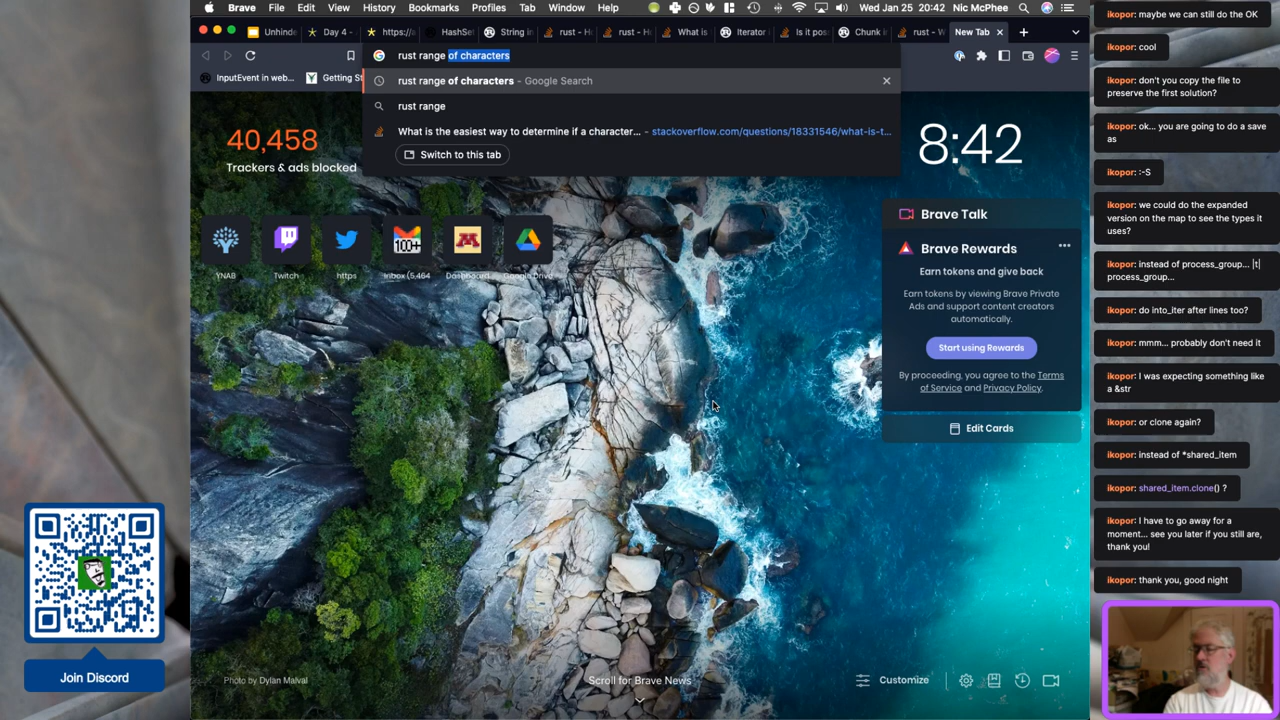 Brave File Edit View History Bookmarks Profiles Tab Window Help Wed Jan 25 20:42 Nic McPhee
Unhinde
Day 4 -
https:/
HashSet
String in
rust - H
rust - H
What is
Iterator
Is it pos
Chunk i
rust - W
New Tab
rust range of characters
InputEvent in web...
Getting St
rust range of characters - Google Search
rust range
What is the easiest way to determine if a character... - stackoverflow.com/questions/18331546/what-is-t...
Switch to this tab
40,458
Trackers & ads blocked
8:42
YNAB
Twitch
https
100+
Inbox (5,464
Dashboard
Google Drive
Brave Talk
Brave Rewards
Earn tokens and give back
Earn tokens by viewing Brave Private
Ads and support content creators
automatically.
Start using Rewards
By proceeding, you agree to the Terms
of Service and Privacy Policy.
Edit Cards
Photo by Dylan Malval
Scroll for Brave News
Customize
Join Discord
ikopor: maybe we can still do the OK
ikopor: cool
ikopor: don't you copy the file to
preserve the first solution?
ikopor: ok... you are going to do a save
as
ikopor: :-S
ikopor: we could do the expanded
version on the map to see the types it
uses?
ikopor: instead of process_group... |t|
process_group...
ikopor: do into_iter after lines too?
ikopor: mmm... probably don't need it
ikopor: I was expecting something like
a &str
ikopor: or clone again?
ikopor: instead of *shared_item
ikopor: shared_item.clone() ?
ikopor: I have to go away for a
moment... see you later if you still are,
thank you!
ikopor: thank you, good night